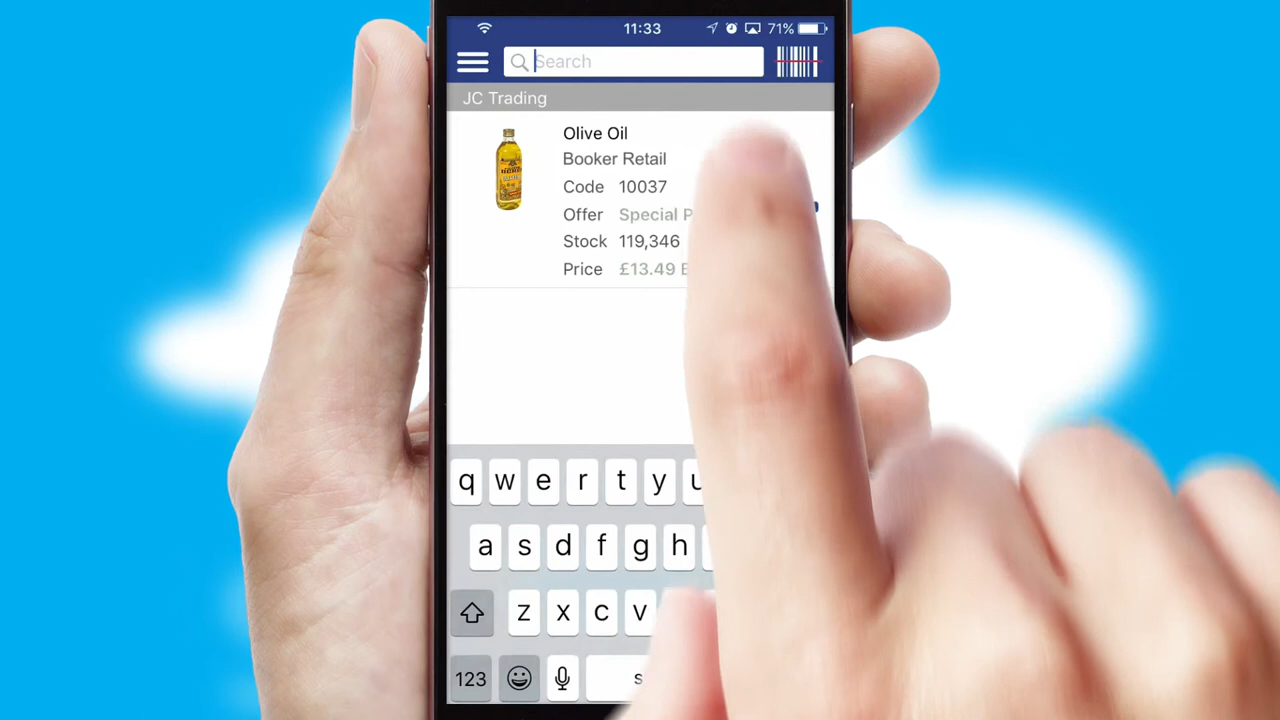 11:33 71%
Search
JC Trading
Olive Oil
Booker Retail
Code 10037
Offer Special
Stock 119,346
Price £13.49
q w e r t y u
a s d f g h
z x c v
123